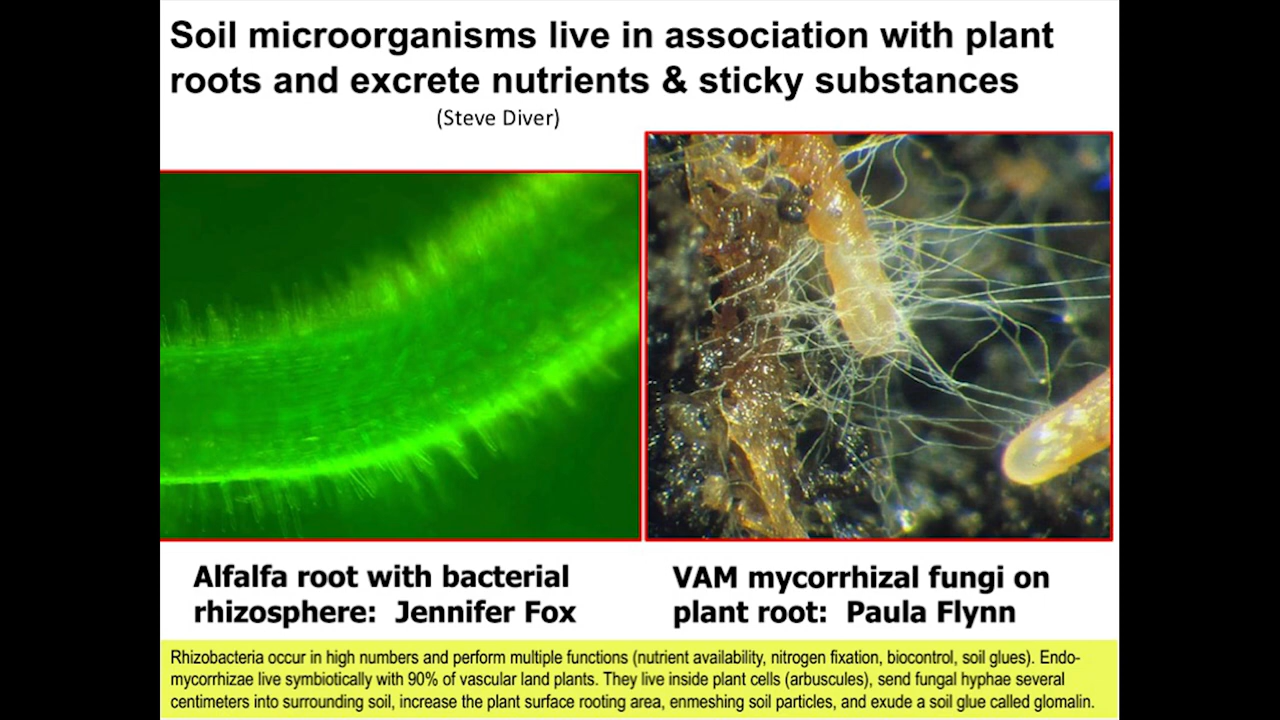 Soil microorganisms live in association with plant
roots and excrete nutrients & sticky substances
(Steve Diver)
Alfalfa root with bacterial
rhizosphere: Jennifer Fox
VAM mycorrhizal fungi on
plant root: Paula Flynn
Rhizobacteria occur in high numbers and perform multiple functions (nutrient availability, nitrogen fixation, biocontrol, soil glues). Endo-
mycorrhizae live symbiotically with 90% of vascular land plants. They live inside plant cells (arbuscules), send fungal hyphae several
centimeters into surrounding soil, increase the plant surface rooting area, enmeshing soil particles, and exude a soil glue called glomalin.